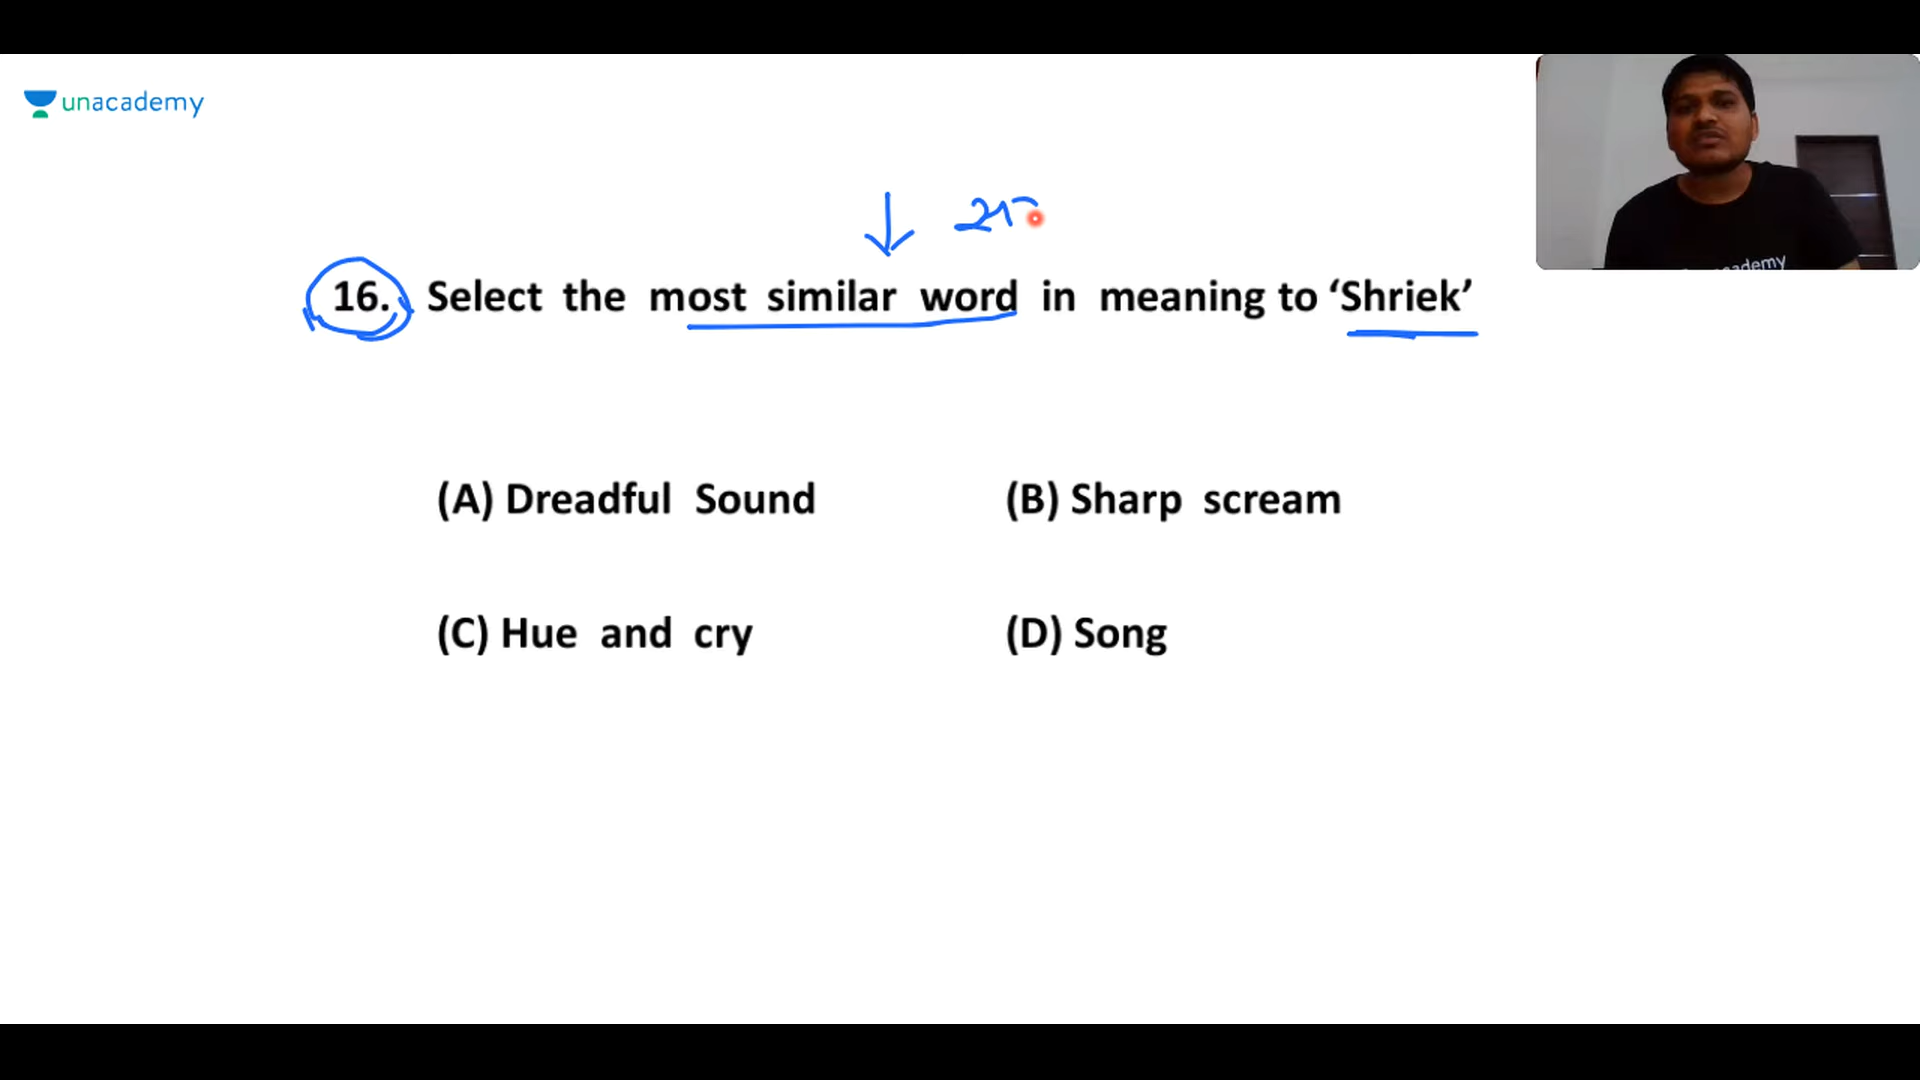 unacademy
ademy
16. Select the most similar word in meaning to ‘Shriek’
(A) Dreadful Sound
(B) Sharp scream
(C) Hue and cry
(D) Song